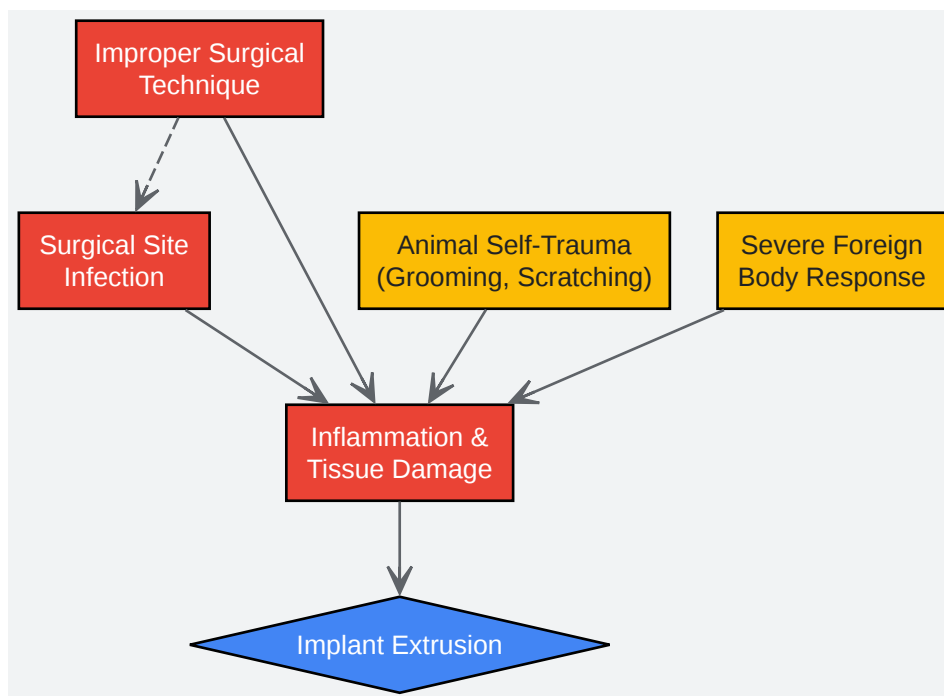 Improper Surgical
Technique
Surgical Site
Infection
Animal Self-Trauma
(Grooming, Scratching)
Severe Foreign
Body Response
Inflammation &
Tissue Damage
Implant Extrusion